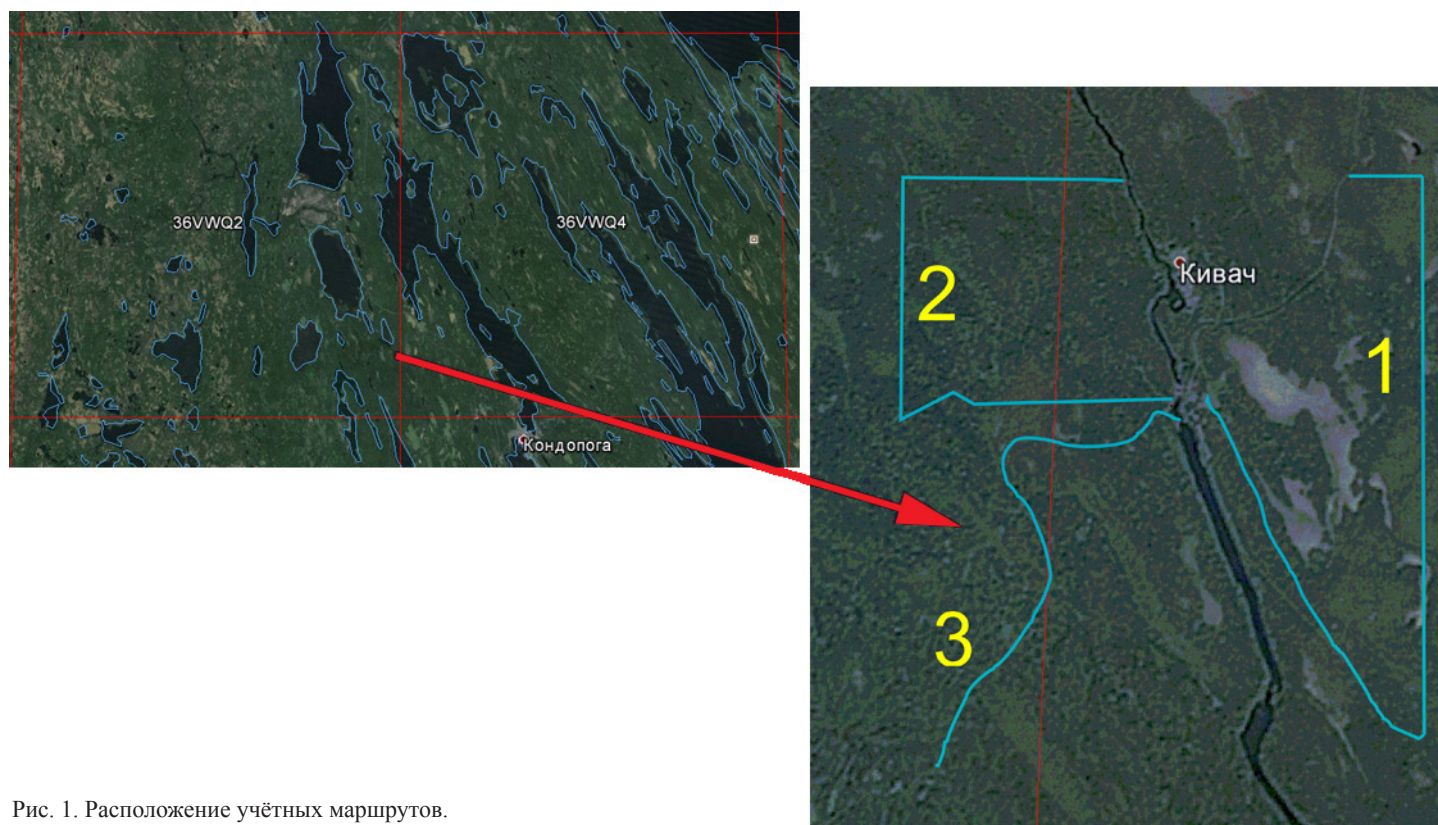 36VWQ2
36VWQ4
Кондопога
Кивач
2
1
3
Рис. 1. Расположение учётных маршрутов.